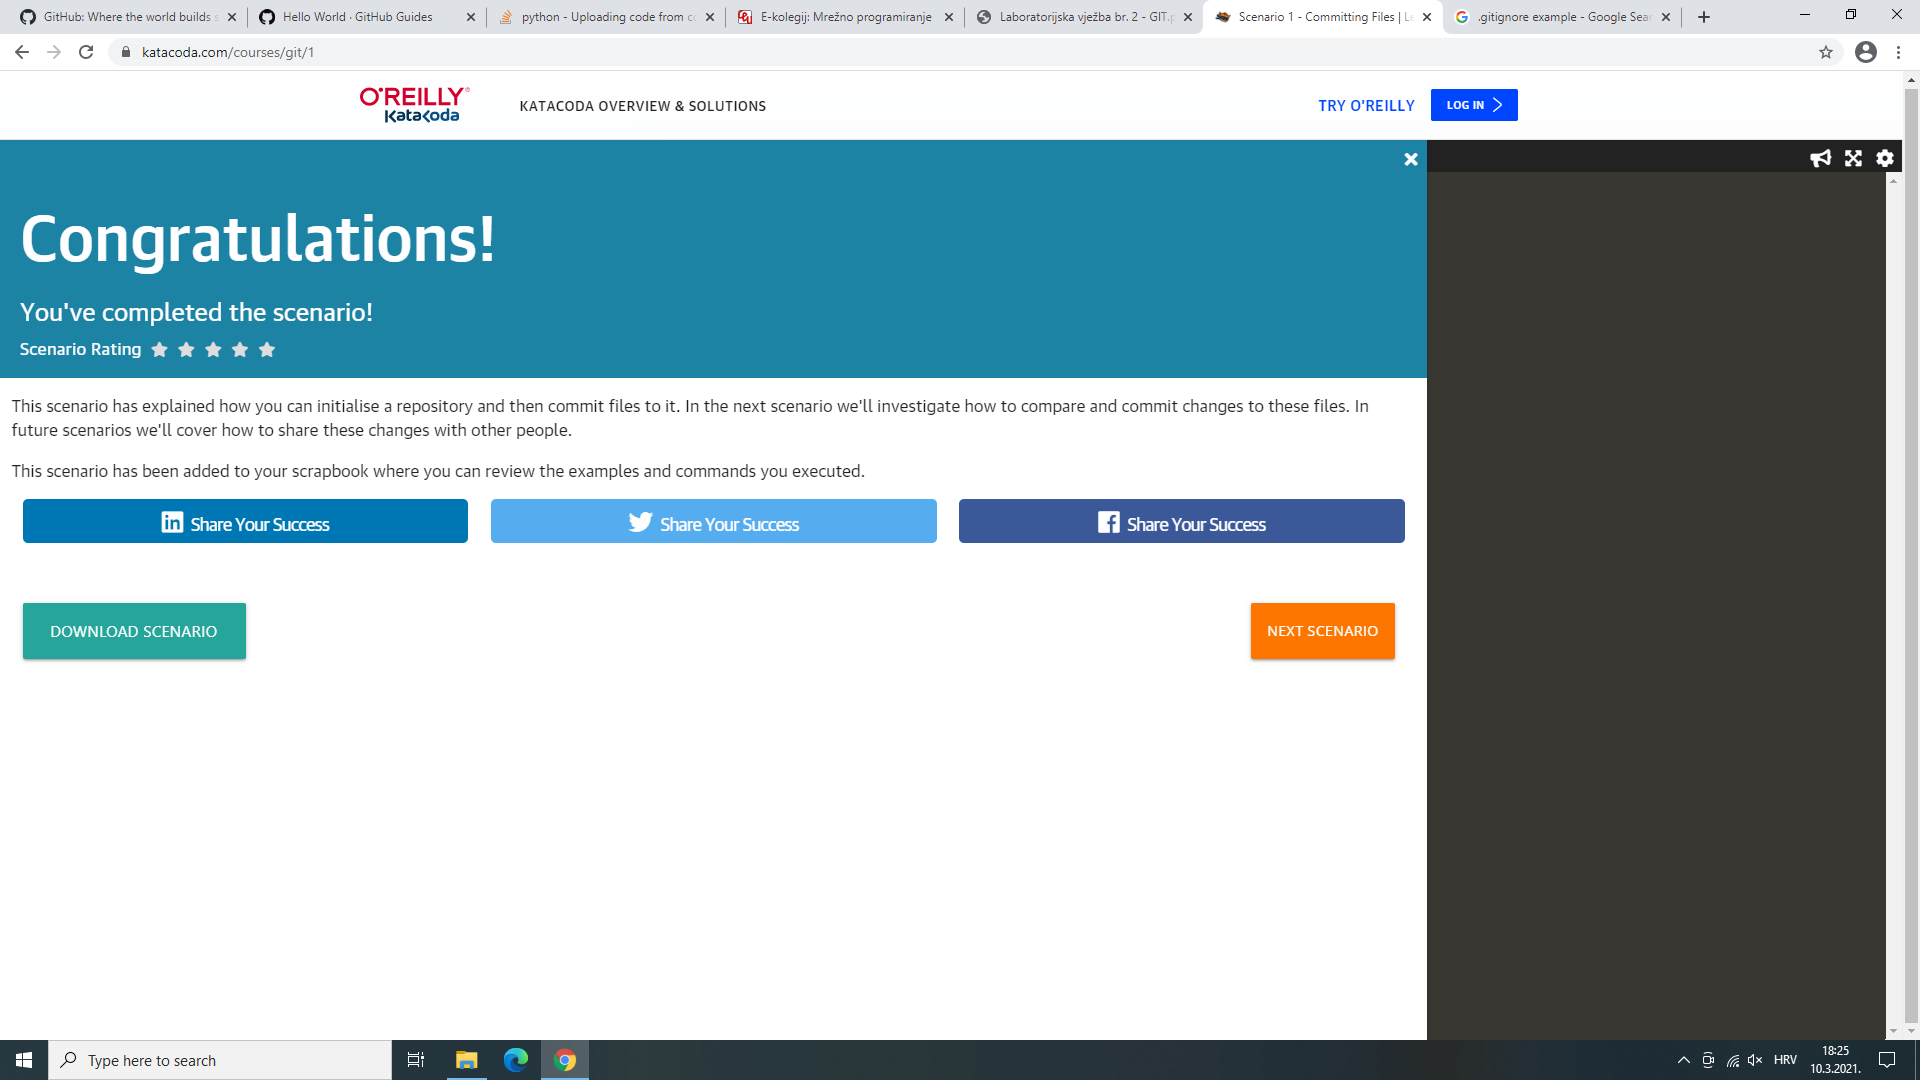 GitHub: Where the world builds s
Hello World · GitHub Guides
python - Uploading code from co
E-kolegij: Mrežno programiranje
Laboratorijska vježba br. 2 - GIT.p
Scenario 1 - Committing Files | Le
.gitignore example - Google Sear
katacoda.com/courses/git/1
O'REILLY®
Katacoda
KATACODA OVERVIEW & SOLUTIONS
TRY O'REILLY
LOG IN
Congratulations!
You've completed the scenario!
Scenario Rating
This scenario has explained how you can initialise a repository and then commit files to it. In the next scenario we'll investigate how to compare and commit changes to these files. In
future scenarios we'll cover how to share these changes with other people.
This scenario has been added to your scrapbook where you can review the examples and commands you executed.
Share Your Success
Share Your Success
Share Your Success
DOWNLOAD SCENARIO
NEXT SCENARIO
Type here to search
HRV
18:25
10.3.2021.